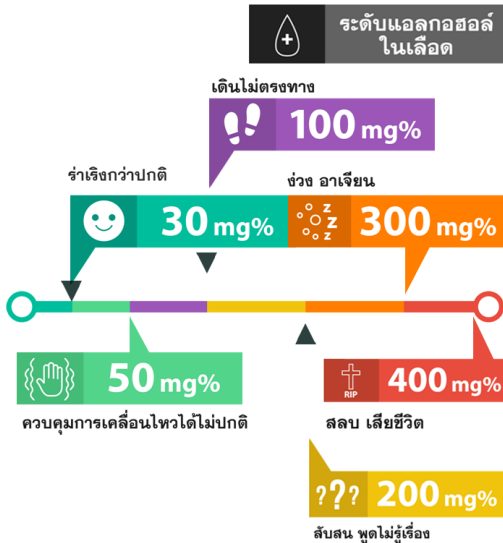 ระดับแอลกอฮอล์
ในเลือด
เดินไม่ตรงทาง
100 mg%
ร่าเริงกว่าปกติ
30 mg%
ง่วง อาเจียน
z
z
z
300 mg%
50 mg%
ควบคุมการเคลื่อนไหวได้ไม่ปกติ
RIP
400 mg%
สลบ เสียชีวิต
???
200 mg%
สับสน พูดไม่รู้เรื่อง